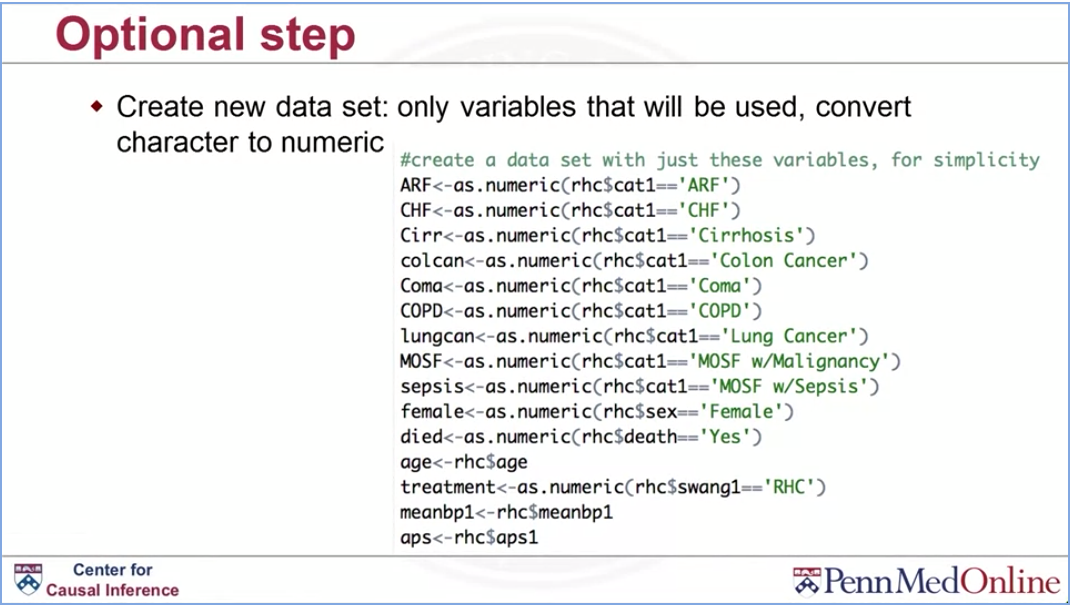 Optional step
Create new data set: only variables that will be used, convert
character to numeric
#create a data set with just these variables, for simplicity
ARF<-as.numeric(rhc$cat1=='ARF')
CHF<-as.numeric(rhc$cat1=='CHF')
Cirr<-as.numeric(rhc$cat1=='Cirrhosis')
colcan<-as.numeric(rhc$cat1=='Colon Cancer')
Coma<-as.numeric(rhc$cat1=='Coma')
COPD<-as.numeric(rhc$cat1=='COPD')
lungcan<-as.numeric(rhc$cat1=='Lung Cancer')
MOSF<-as.numeric(rhc$cat1=='MOSF w/Malignancy')
sepsis<-as.numeric(rhc$cat1=='MOSF w/Sepsis')
female<-as.numeric(rhc$sex=='Female')
died<-as.numeric(rhc$death=='Yes')
age<-rhc$age
treatment<-as.numeric(rhc$swang1=='RHC')
meanbp1<-rhc$meanbp1
aps<-rhc$aps1
Center for
Causal Inference
PennMedOnline